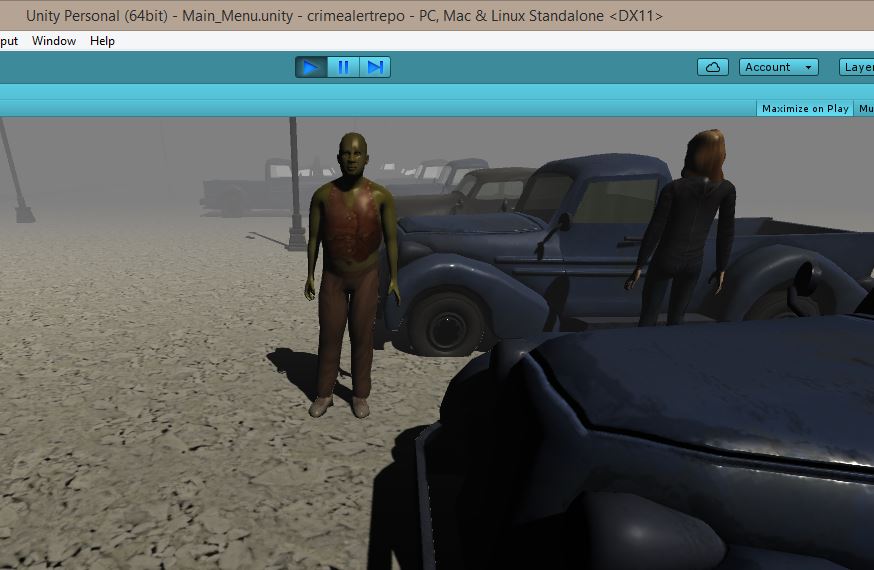 Unity Personal (64bit) - Main_Menu.unity - crimealertrepo - PC, Mac & Linux Standalone <DX11>
put Window Help
Account Layer
Maximize on Play Mu